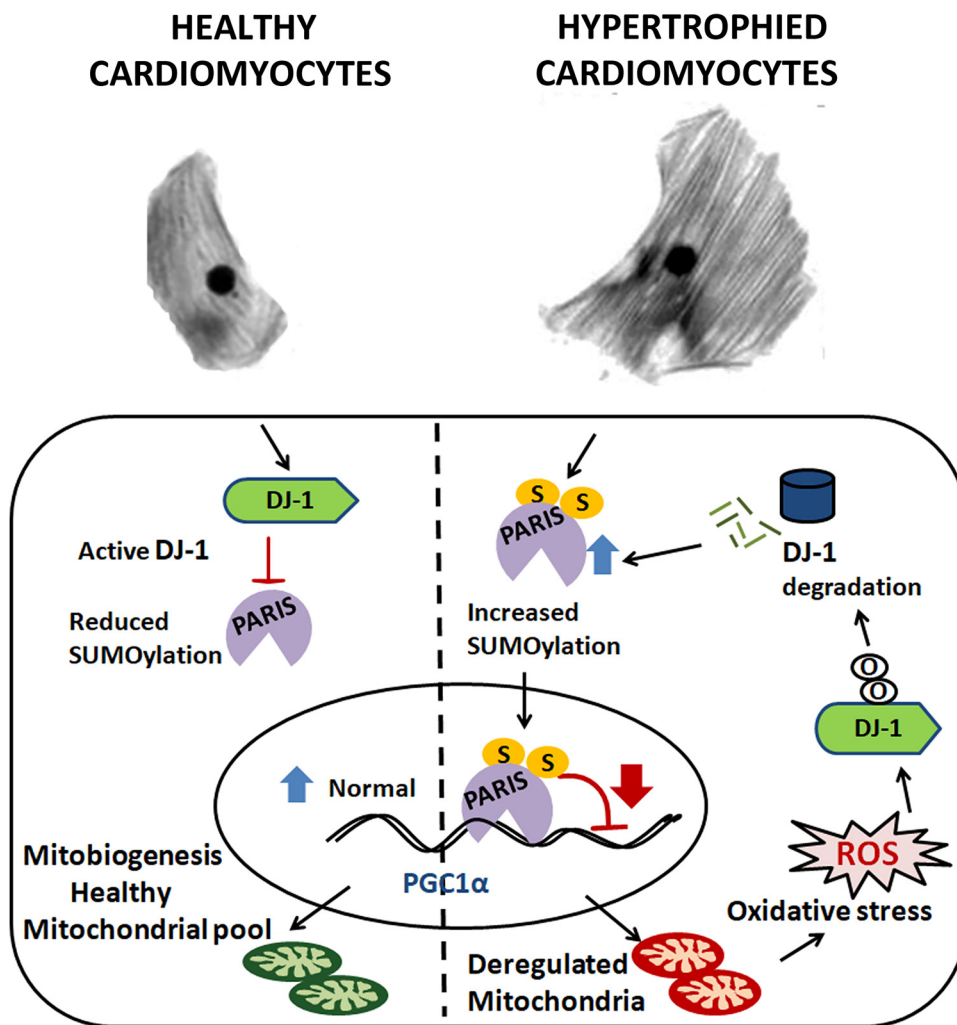 HEALTHY
CARDIOMYOCYTES
HYPERTROPHIED
CARDIOMYOCYTES
DJ-1
Active DJ-1
PARIS
Reduced
SUMOylation
S
S
PARIS
Increased
SUMOylation
DJ-1
degradation
O
O
DJ-1
Normal
S
S
PARIS
PGC1α
Mitobiogenesis
Healthy
Mitochondrial pool
ROS
Oxidative stress
Deregulated
Mitochondria